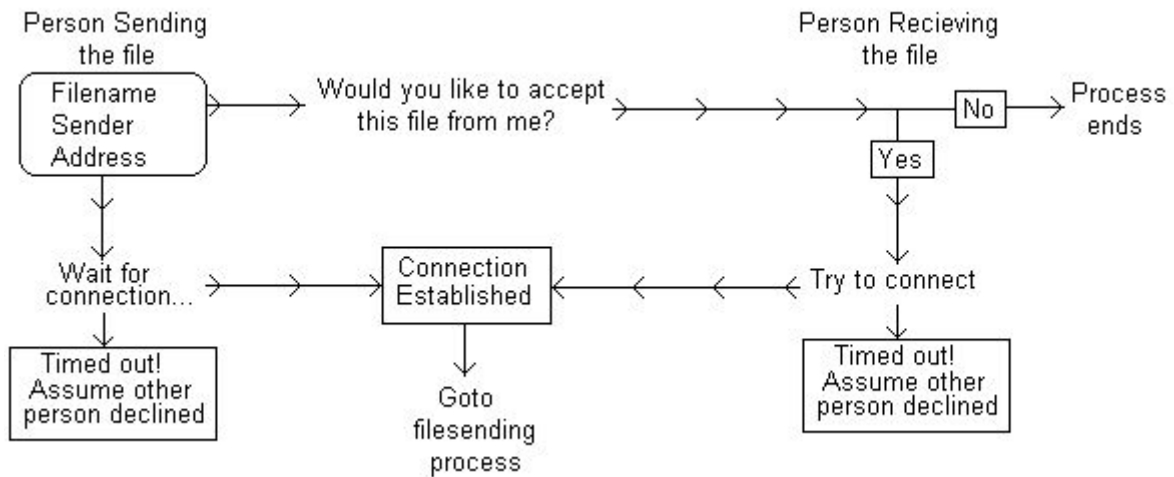 Person Sending
the file
Person Recieving
the file
Filename
Sender
Address
Would you like to accept
this file from me?
No
Process
ends
Yes
Wait for
connection...
Connection
Established
Try to connect
Timed out!
Assume other
person declined
Goto
filesending
process
Timed out!
Assume other
person declined